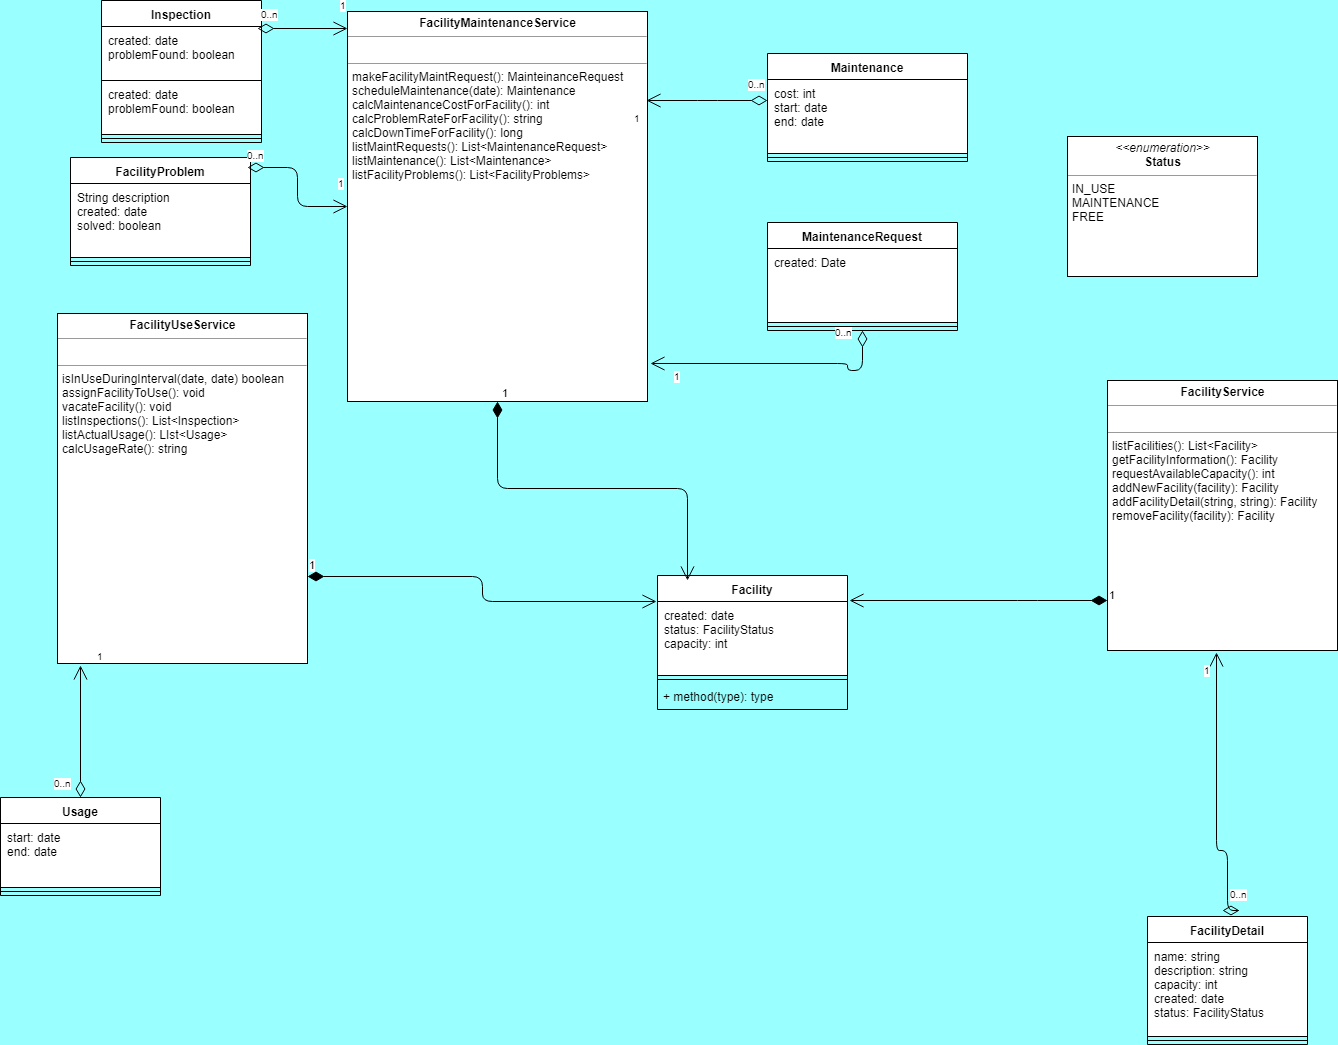 Inspection
created: date
problemFound: boolean
created: date
problemFound: boolean
0..n
1
FacilityProblem
String description
created: date
solved: boolean
0..n
1
FacilityMaintenanceService
makeFacilityMaintRequest(): MainteinanceRequest
scheduleMaintenance(date): Maintenance
calcMaintenanceCostForFacility(): int
calcProblemRateForFacility(): string
calcDownTimeForFacility(): long
listMaintRequests(): List<MaintenanceRequest>
listMaintenance(): List<Maintenance>
listFacilityProblems(): List<FacilityProblems>
1
1
Maintenance
cost: int
start: date
end: date
0..n
MaintenanceRequest
created: Date
0..n
1
<<enumeration>>
Status
IN_USE
MAINTENANCE
FREE
FacilityUseService
isInUseDuringInterval(date, date) boolean
assignFacilityToUse(): void
vacateFacility(): void
listInspections(): List<Inspection>
listActualUsage(): LIst<Usage>
calcUsageRate(): string
1
1
FacilityService
listFacilities(): List<Facility>
getFacilityInformation(): Facility
requestAvailableCapacity(): int
addNewFacility(facility): Facility
addFacilityDetail(string, string): Facility
removeFacility(facility): Facility
1
1
Facility
created: date
status: FacilityStatus
capacity: int
+ method(type): type
0..n
Usage
start: date
end: date
0..n
FacilityDetail
name: string
description: string
capacity: int
created: date
status: FacilityStatus